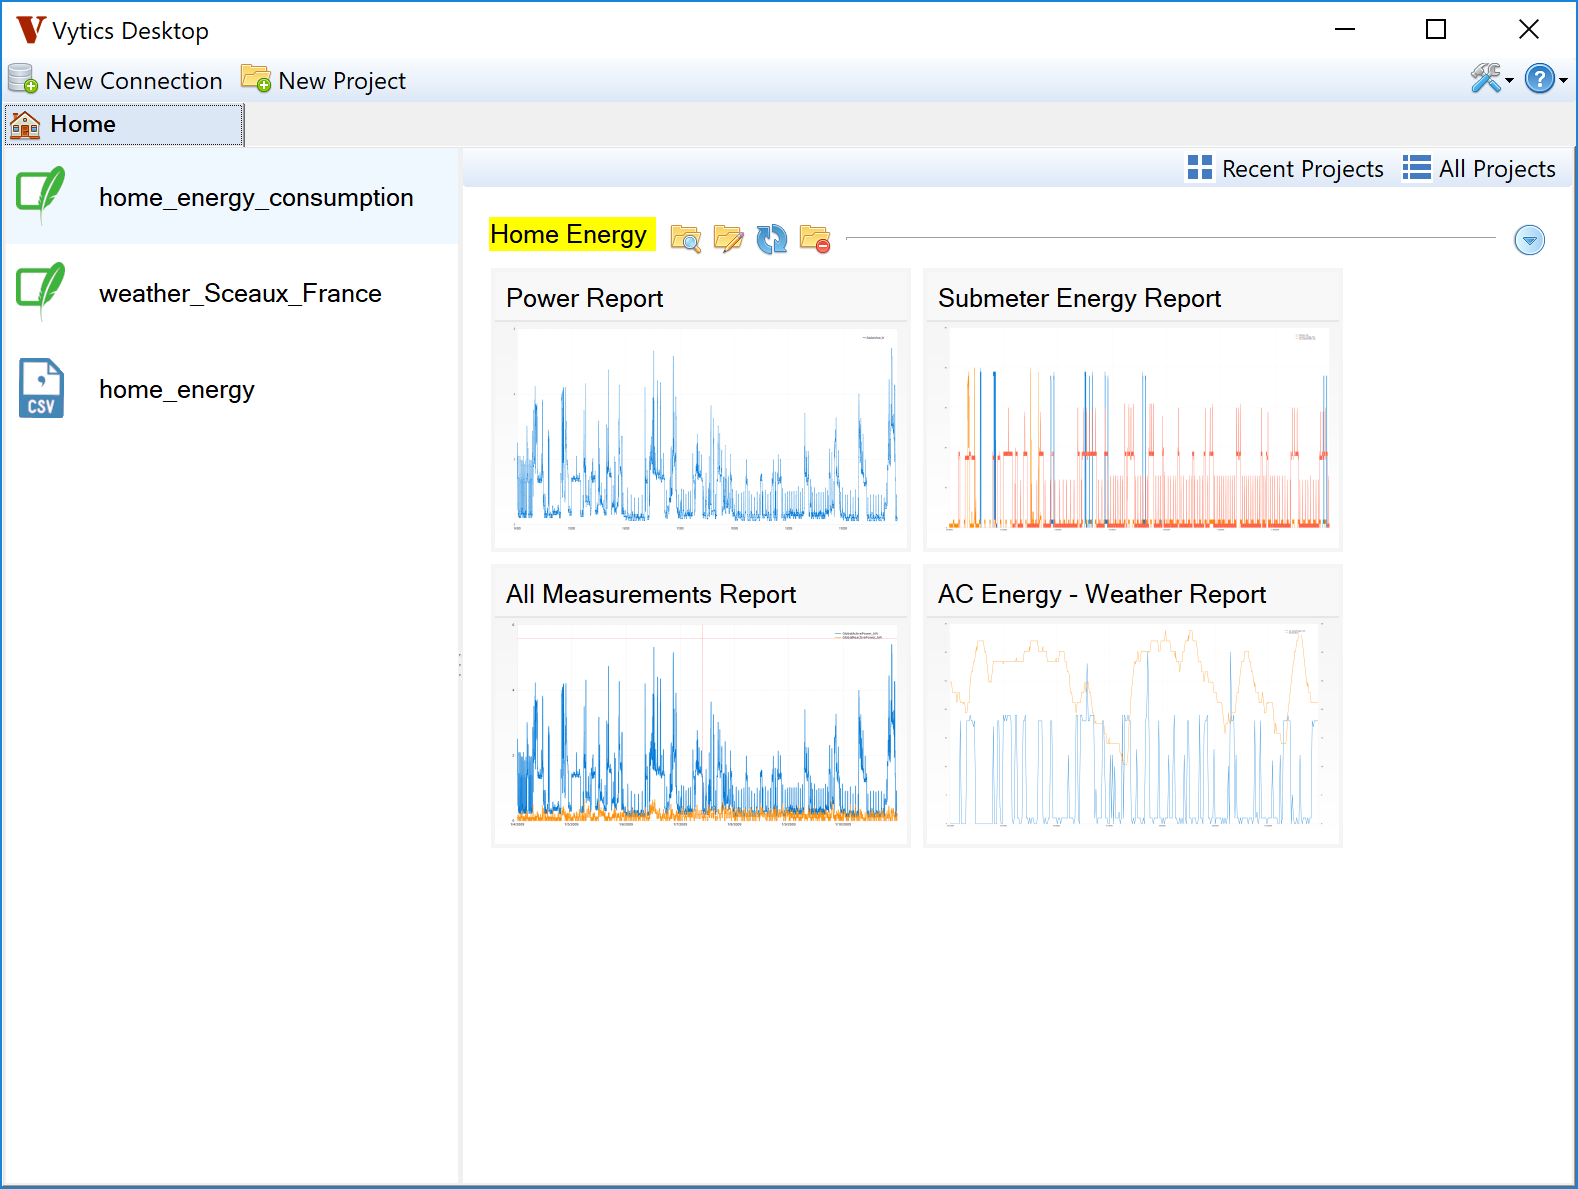 Vytics Desktop
New Connection New Project
Home
Recent Projects All Projects
home_energy_consumption
weather_Sceaux_France
home_energy
CSV
Home Energy
Power Report
Submeter Energy Report
All Measurements Report
AC Energy - Weather Report